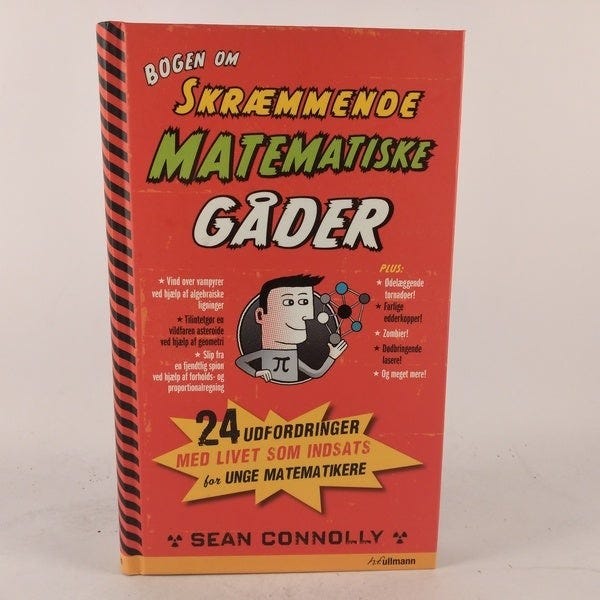 BOGEN OM
SKRÆMMENDE
MATEMATISKE
GÅDER
★ Vind over vampyrer
ved hjælp af algebraiske
ligninger
★ Tilintetgør en
vildfaren asteroide
ved hjælp af geometri
★ Slip fra
en fjendtlig spion
ved hjælp af forholds- og
proportionalregning
PLUS:
★ Ødelæggende
tornadoer!
★ Farlige
edderkopper!
★ Zombier!
★ Dødbringende
lasere!
★ Og meget mere!
π
24 UDFORDRINGER
MED LIVET SOM INDSATS
for UNGE MATEMATIKERE
SEAN CONNOLLY
h.f.ullmann